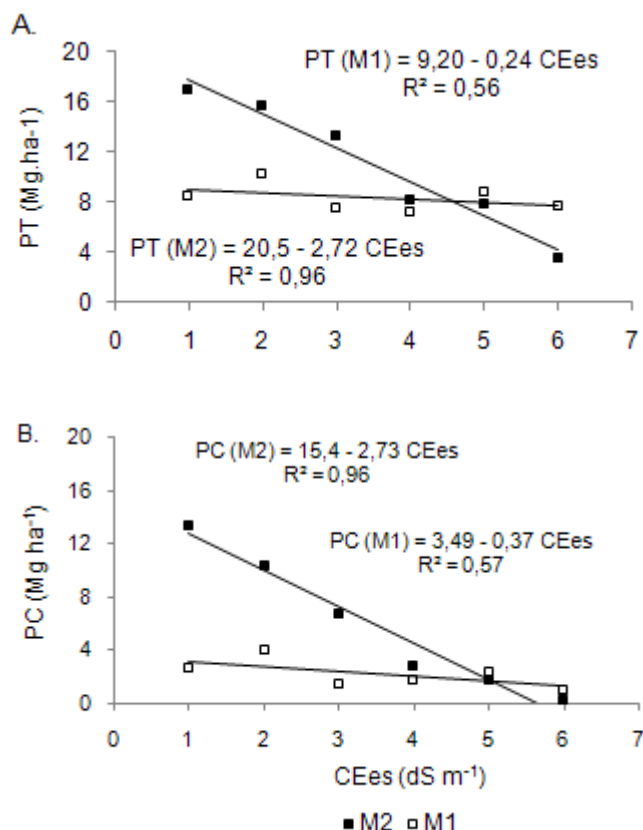 A.
PT (M1) = 9,20 - 0,24 CEes
R² = 0,56
PT (M2) = 20,5 - 2,72 CEes
R² = 0,96
PT (Mg.ha-1)
20
16
12
8
4
0
0 1 2 3 4 5 6 7
B.
PC (M2) = 15,4 - 2,73 CEes
R² = 0,96
PC (M1) = 3,49 - 0,37 CEes
R² = 0,57
PC (Mg ha⁻¹)
20
16
12
8
4
0
0 1 2 3 4 5 6 7
CEes (dS m⁻¹)
M2 M1